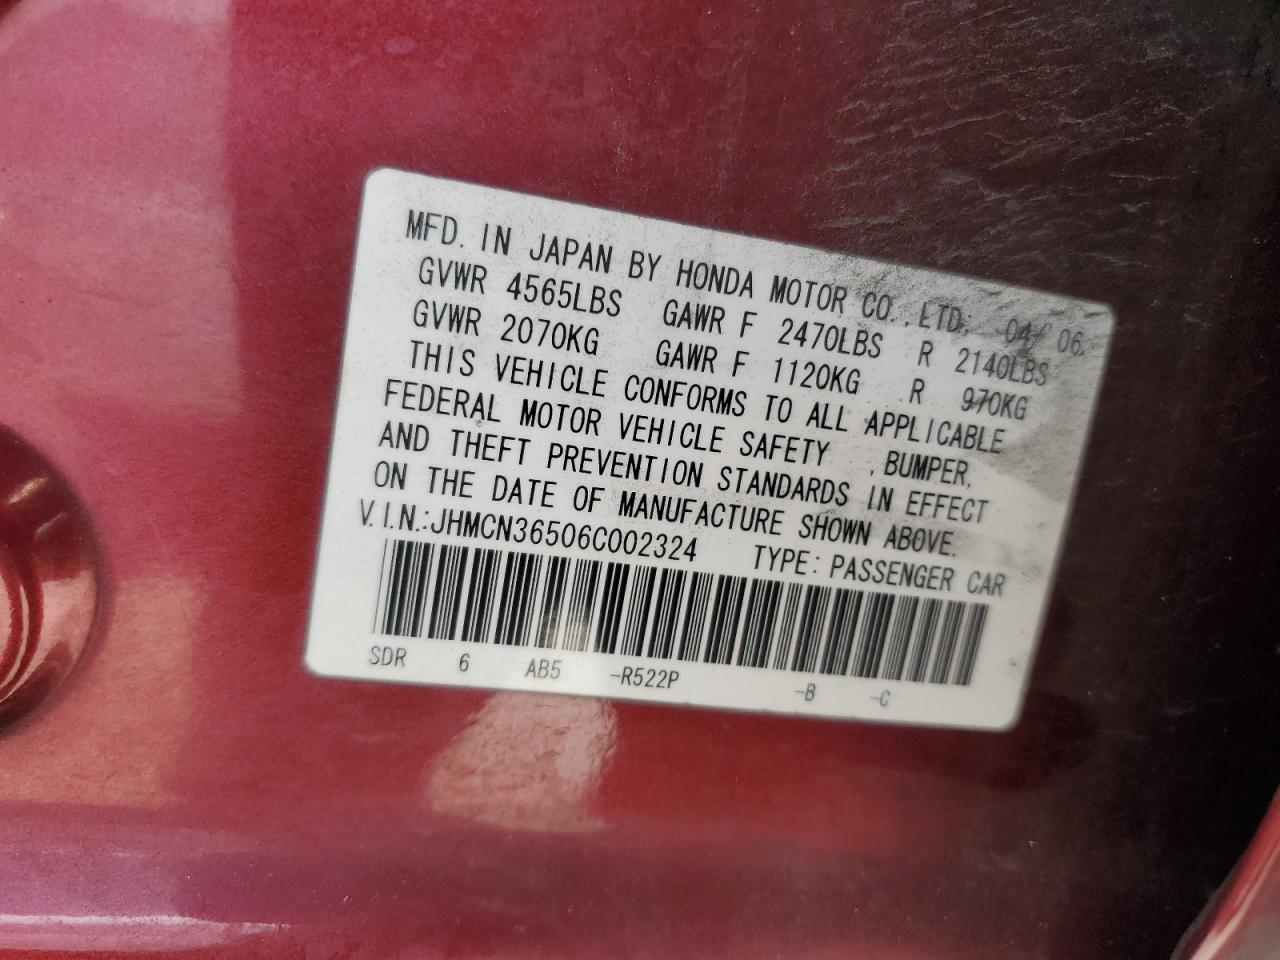 MFD. IN JAPAN BY HONDA MOTOR CO., LTD. 04/ 06
GVWR 4565LBS GAWR F 2470LBS R 2140LBS
GVWR 2070KG GAWR F 1120KG R 970KG
THIS VEHICLE CONFORMS TO ALL APPLICABLE
FEDERAL MOTOR VEHICLE SAFETY , BUMPER,
AND THEFT PREVENTION STANDARDS IN EFFECT
ON THE DATE OF MANUFACTURE SHOWN ABOVE.
V.I.N.:JHMCN36506C002324 TYPE: PASSENGER CAR
SDR 6 AB5 -R522P -B -C